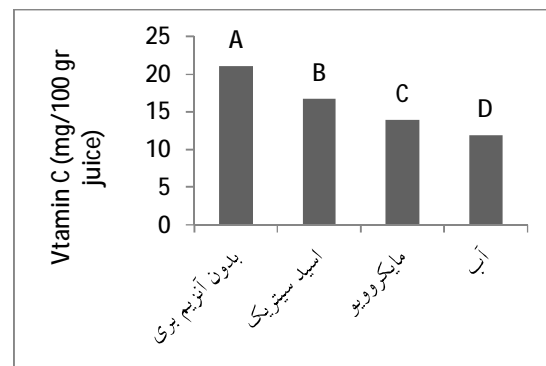 Vtamin C (mg/100 gr
juice)
25
20
15
10
5
0
A
B
C
D
بدون آنزیم بری
اسید سیتریک
مایکروویو
آب